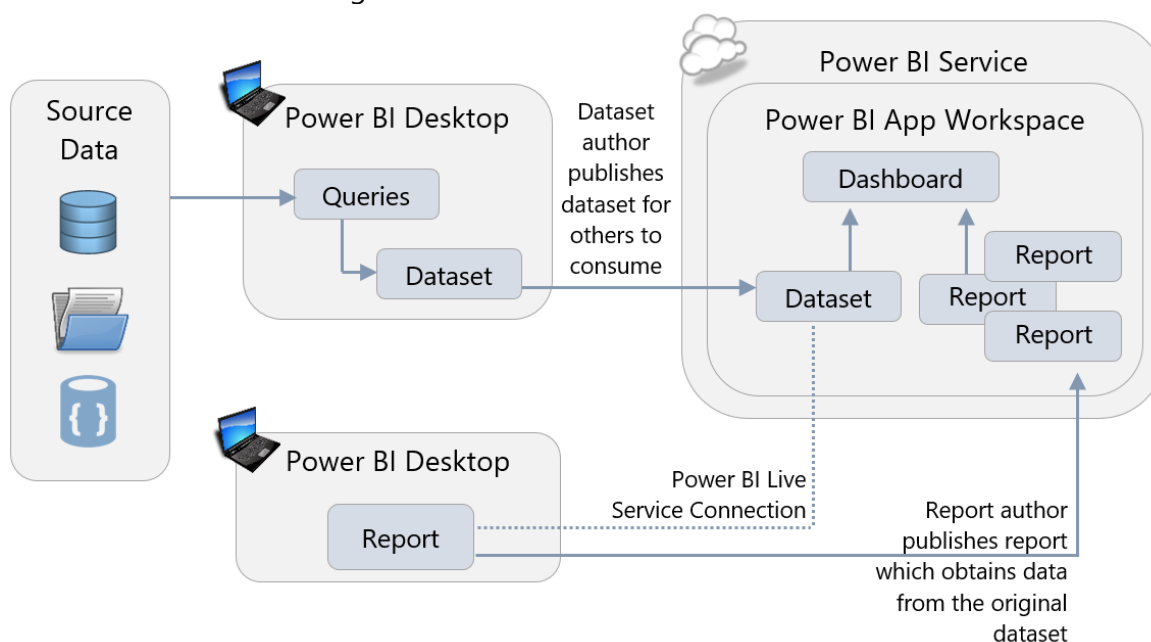 Source
Data
Power BI Desktop
Queries
Dataset
Dataset
author
publishes
dataset for
others to
consume
Power BI Service
Power BI App Workspace
Dashboard
Dataset
Report
Report
Report
Power BI Desktop
Report
Power BI Live
Service Connection
Report author
publishes report
which obtains data
from the original
dataset
{ }